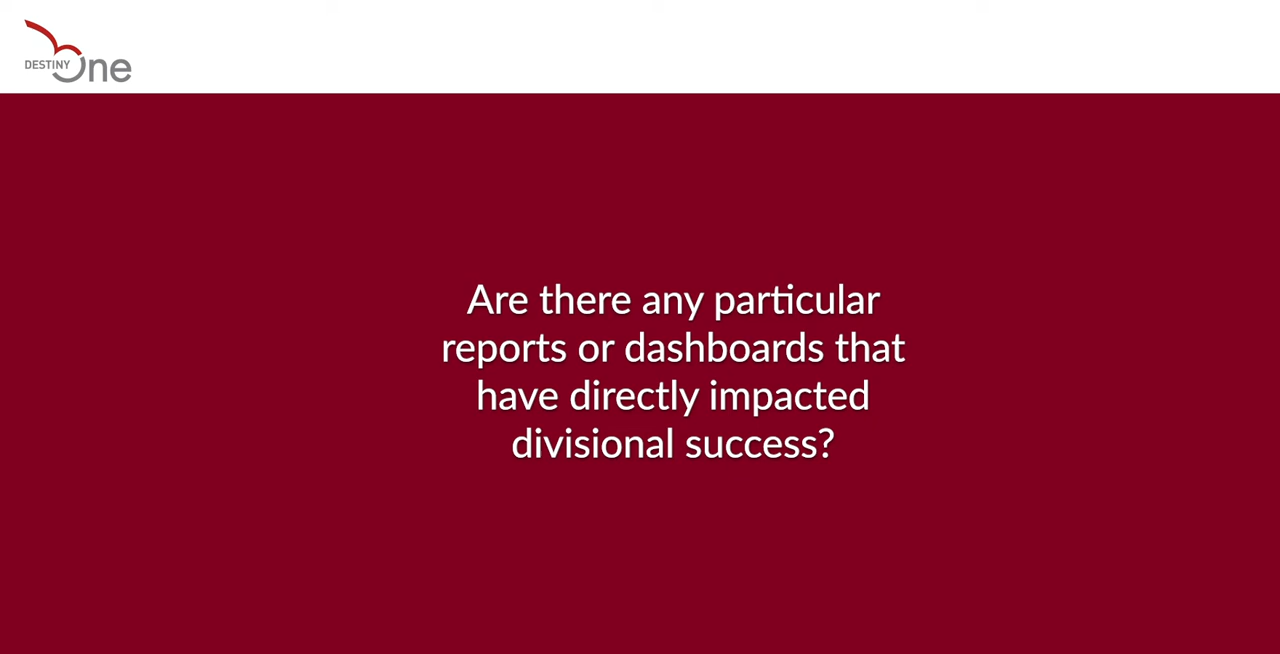 DESTINY One
Are there any particular
reports or dashboards that
have directly impacted
divisional success?